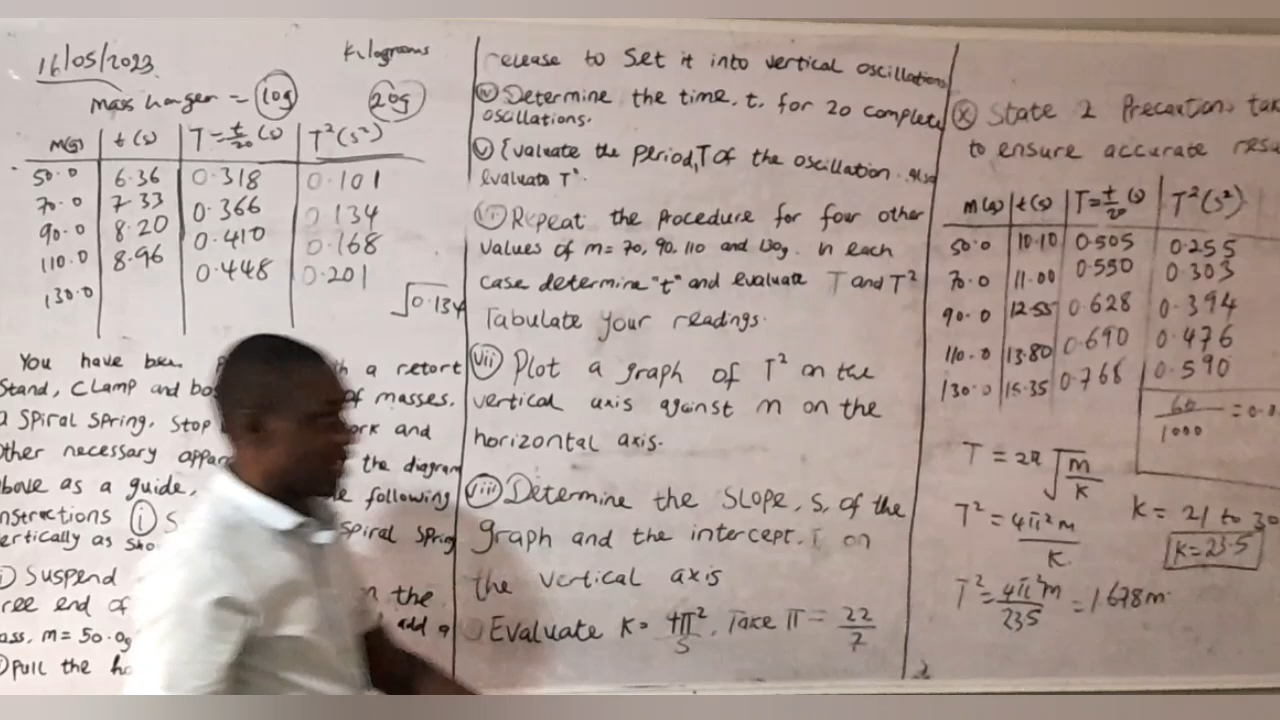 16/05/2023
Kilograms
Mass hanger = 10g 20g
M(g) t(s) T=t/20(s) T²(s²)
50.0 6.36 0.318 0.101
70.0 7.33 0.366 0.134
90.0 8.20 0.410 0.168
110.0 8.96 0.448 0.201
130.0
√0.134
You have been a retort
Stand, Clamp and of masses.
a Spiral Spring, Stop and
Other necessary the diagram
above as a guide, following
instructions (i) S Spiral Spring
vertically as
Suspend the
free end of add a
mass, m = 50.0g
Pull the
release to Set it into vertical oscillations
(iv) Determine the time, t, for 20 complete
oscillations.
(v) Evaluate the Period, T of the oscillation. also
evaluate T²
(vi) Repeat the procedure for four other
values of m = 70, 90, 110 and 130g. In each
case determine "t" and evaluate T and T²
Tabulate your readings.
(vii) Plot a graph of T² on the
vertical axis against m on the
horizontal axis.
(viii) Determine the Slope, S, of the
graph and the intercept, I on
the vertical axis
Evaluate K = 4π²/S, Take π = 22/7
(x) State 2 Precautions
to ensure accurate
M(g) t(s) T=t/20(s) T²(s²)
50.0 10.10 0.505 0.255
70.0 11.00 0.550 0.303
90.0 12.55 0.628 0.394
110.0 13.80 0.690 0.476
130.0 15.35 0.768 0.590
60/1000 = 0.0
T = 2π√m/K
T² = 4π²m/K
K = 21 to 30
K=23.5
T² = 4π²m/23.5 = 1.678m